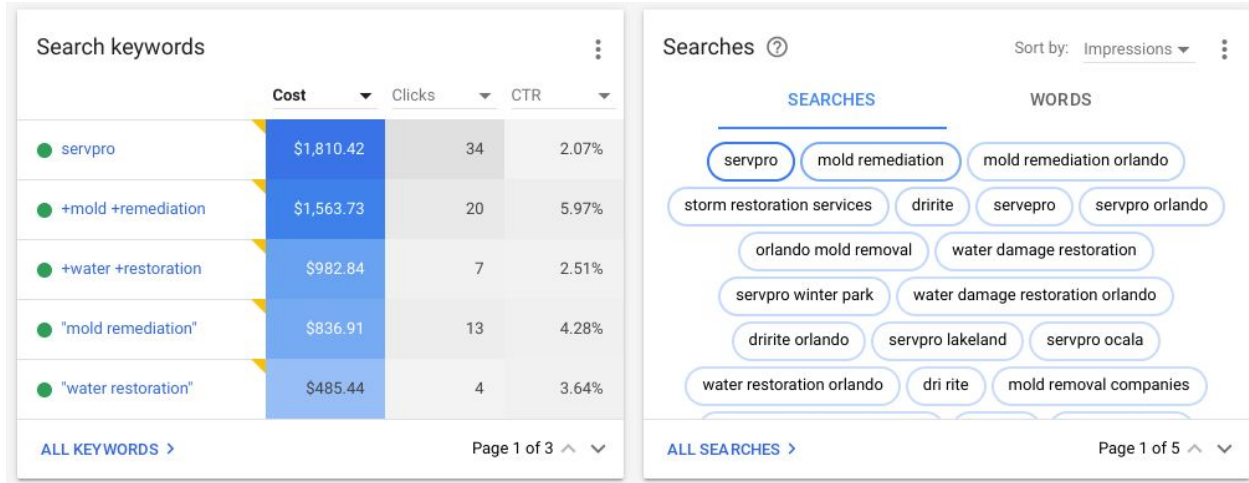 Search keywords
Cost Clicks CTR
servpro $1,810.42 34 2.07%
+mold +remediation $1,563.73 20 5.97%
+water +restoration $982.84 7 2.51%
"mold remediation" $836.91 13 4.28%
"water restoration" $485.44 4 3.64%
ALL KEYWORDS > Page 1 of 3
Searches ? Sort by: Impressions
SEARCHES WORDS
servpro mold remediation mold remediation orlando
storm restoration services dririte servepro servpro orlando
orlando mold removal water damage restoration
servpro winter park water damage restoration orlando
dririte orlando servpro lakeland servpro ocala
water restoration orlando dri rite mold removal companies
ALL SEARCHES > Page 1 of 5